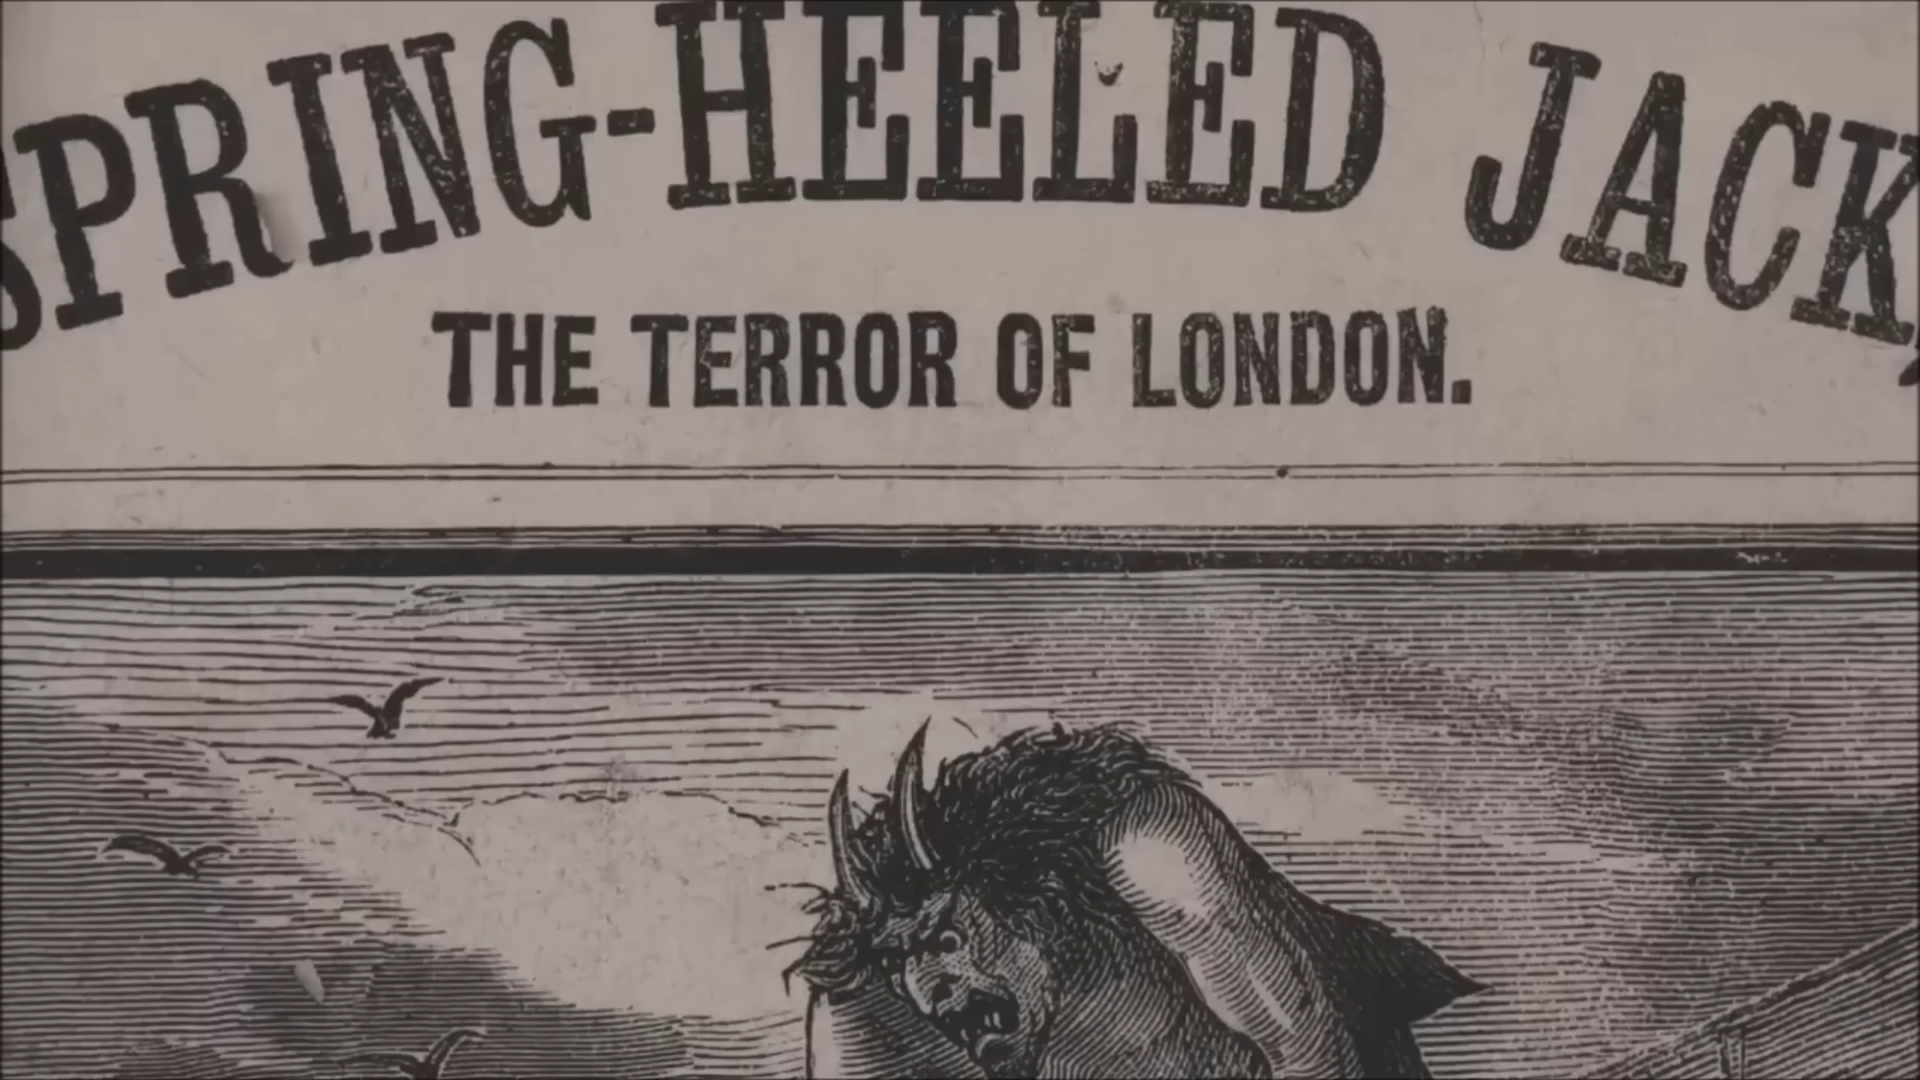 SPRING-HEELED JACK,
THE TERROR OF LONDON.